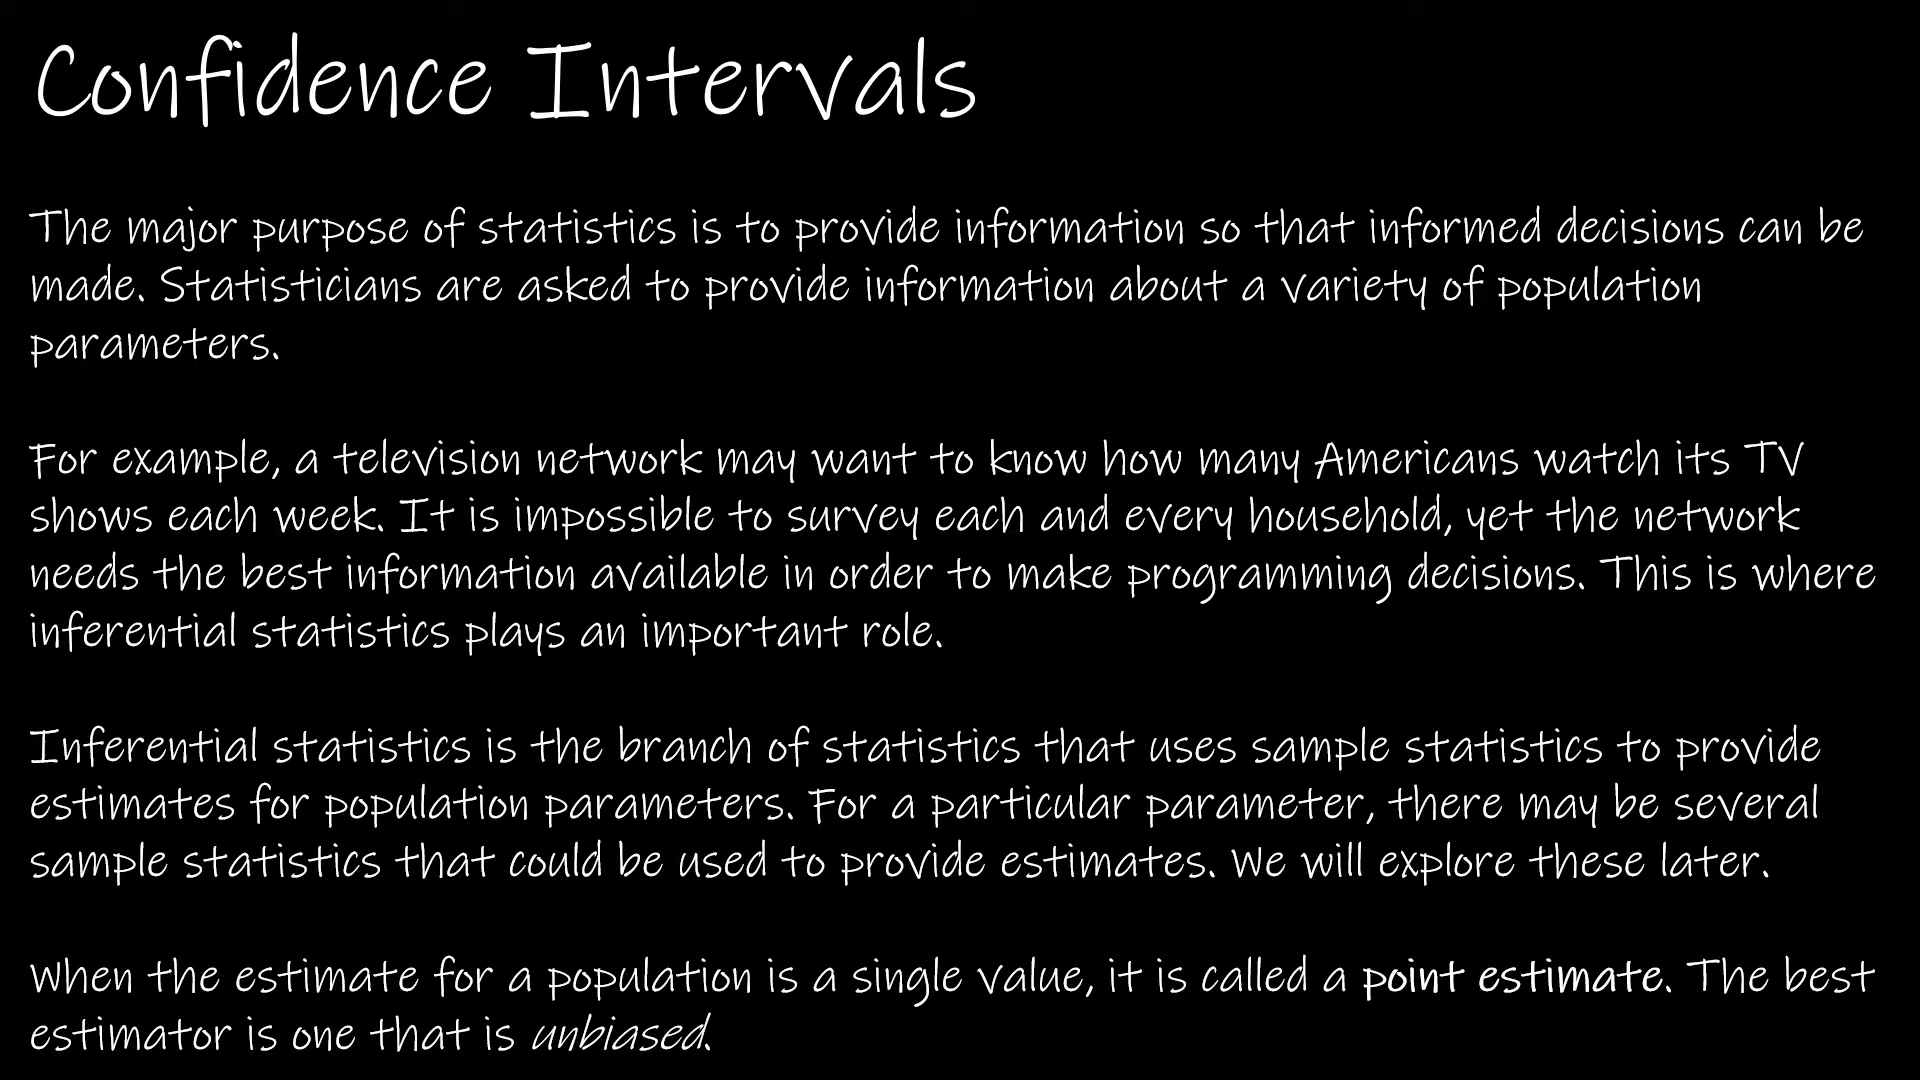 Confidence Intervals
The major purpose of statistics is to provide information so that informed decisions can be
made. Statisticians are asked to provide information about a variety of population
parameters.
For example, a television network may want to know how many Americans watch its TV
shows each week. It is impossible to survey each and every household, yet the network
needs the best information available in order to make programming decisions. This is where
inferential statistics plays an important role.
Inferential statistics is the branch of statistics that uses sample statistics to provide
estimates for population parameters. For a particular parameter, there may be several
sample statistics that could be used to provide estimates. We will explore these later.
When the estimate for a population is a single value, it is called a point estimate. The best
estimator is one that is unbiased.